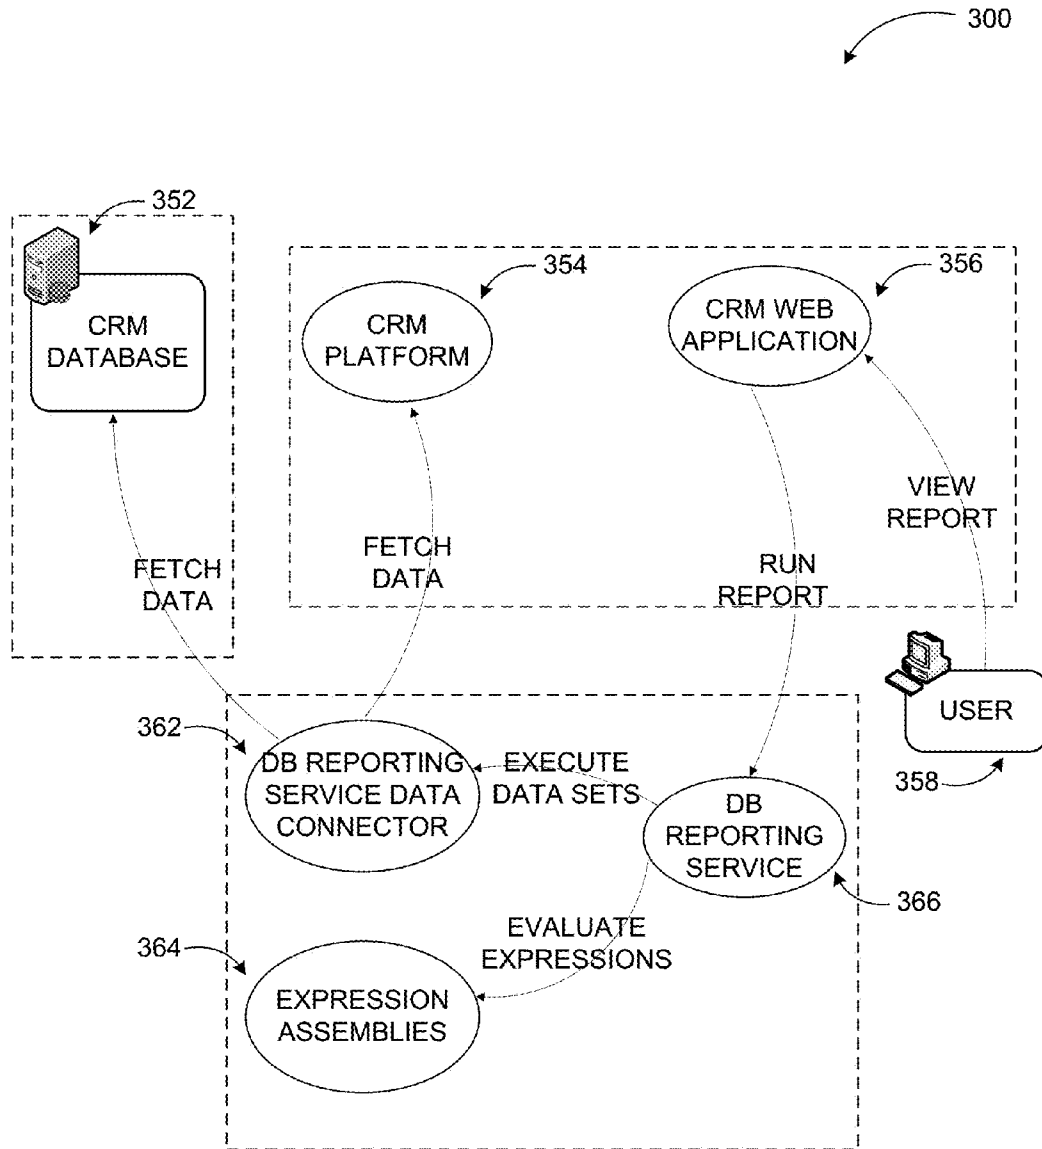 300
352
CRM
DATABASE
354
CRM
PLATFORM
356
CRM WEB
APPLICATION
VIEW
REPORT
FETCH
DATA
FETCH
DATA
RUN
REPORT
USER
358
362
DB REPORTING
SERVICE DATA
CONNECTOR
EXECUTE
DATA SETS
DB
REPORTING
SERVICE
366
364
EVALUATE
EXPRESSIONS
EXPRESSION
ASSEMBLIES